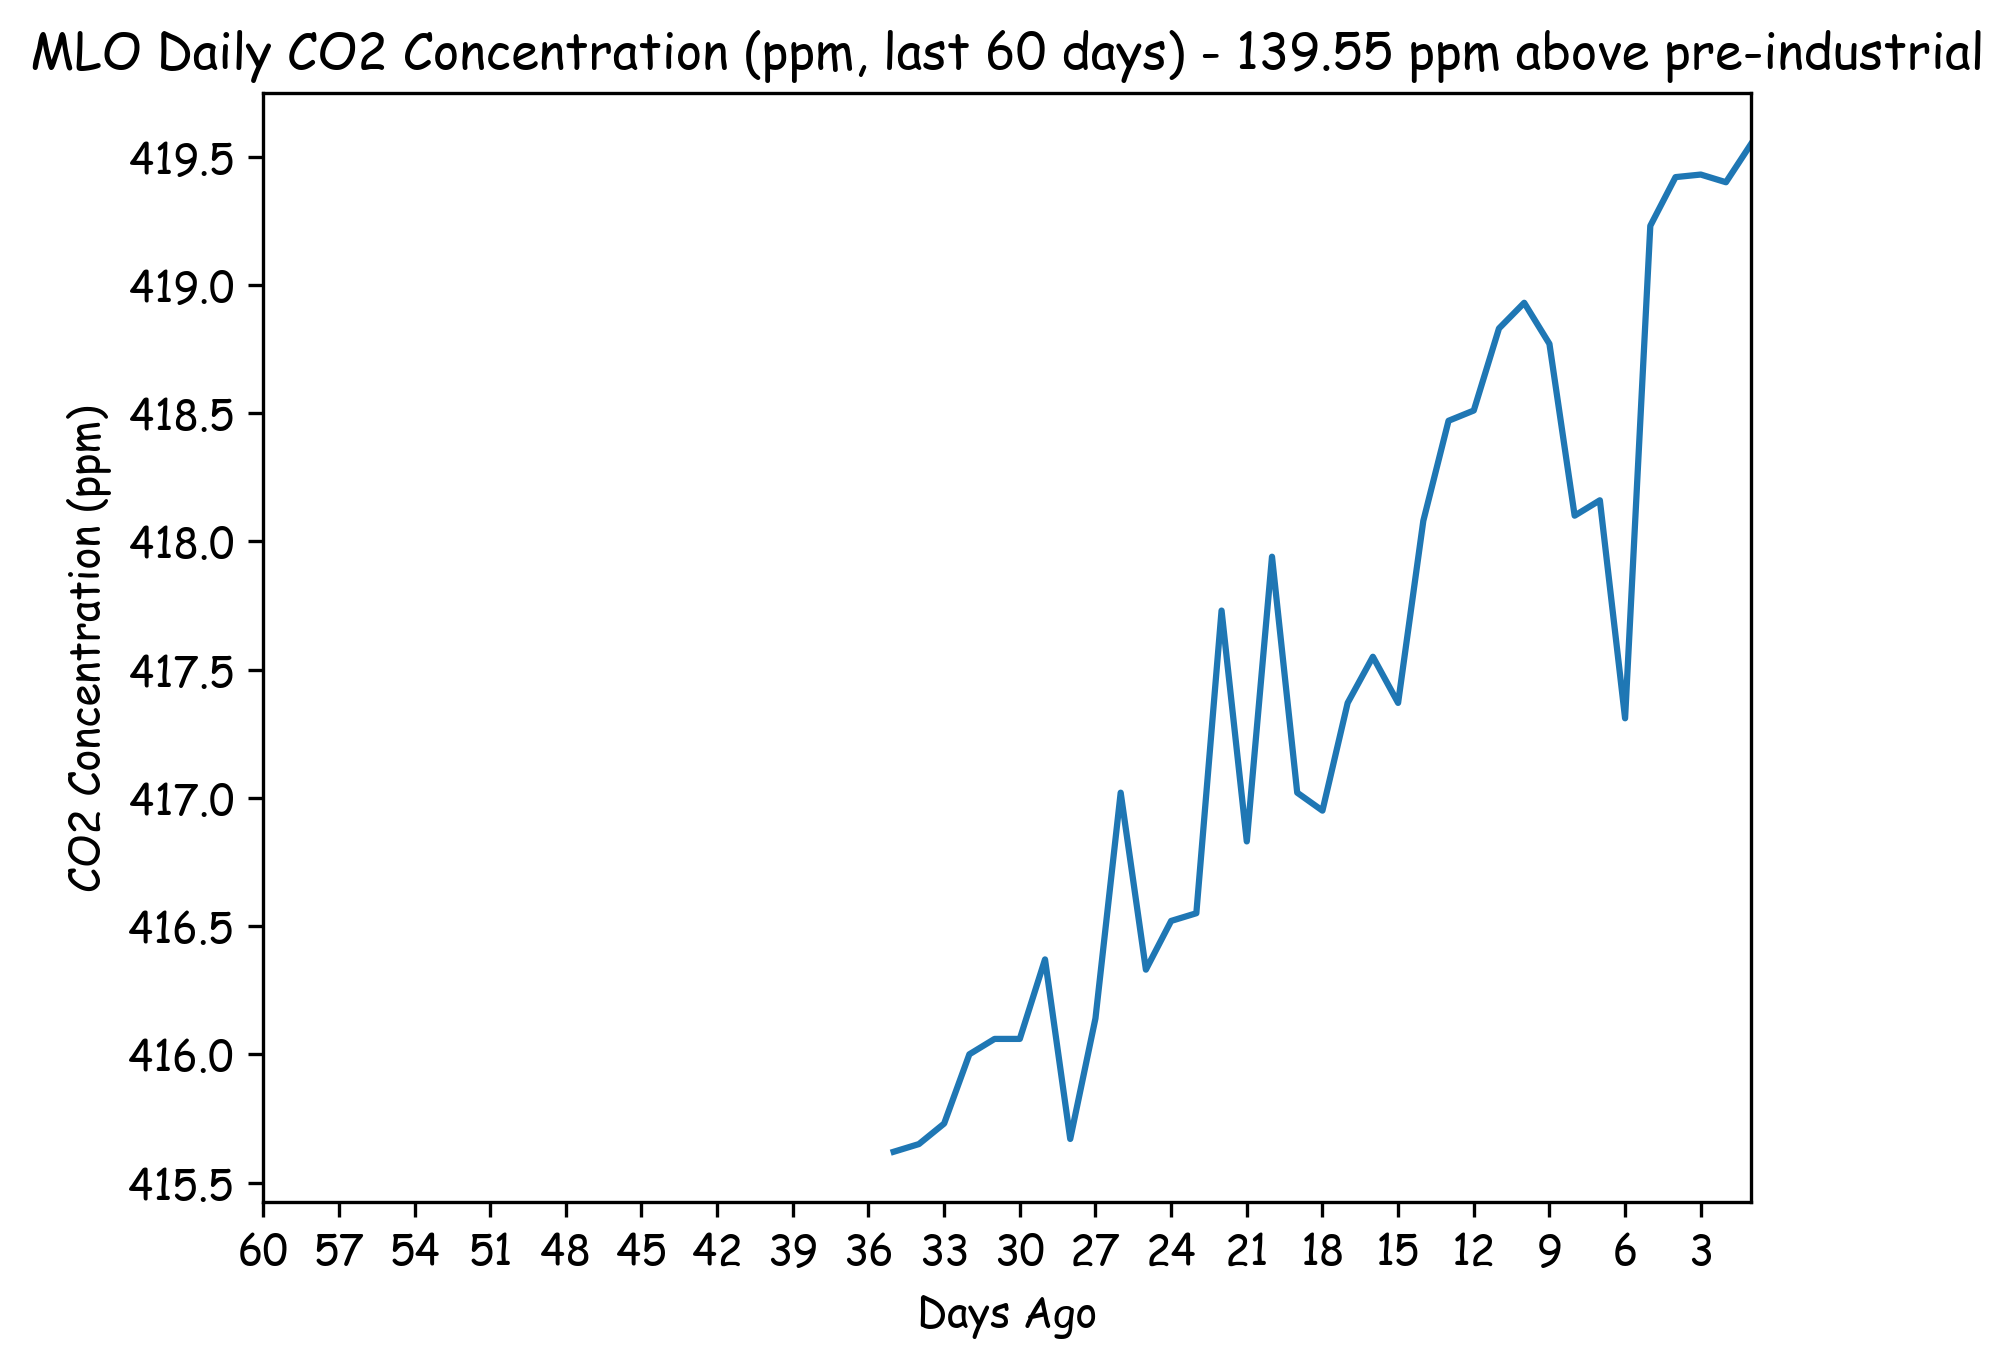 MLO Daily CO2 Concentration (ppm, last 60 days) - 139.55 ppm above pre-industrial
419.5
419.0
418.5
418.0
417.5
417.0
416.5
416.0
415.5
CO2 Concentration (ppm)
60 57 54 51 48 45 42 39 36 33 30 27 24 21 18 15 12 9 6 3
Days Ago